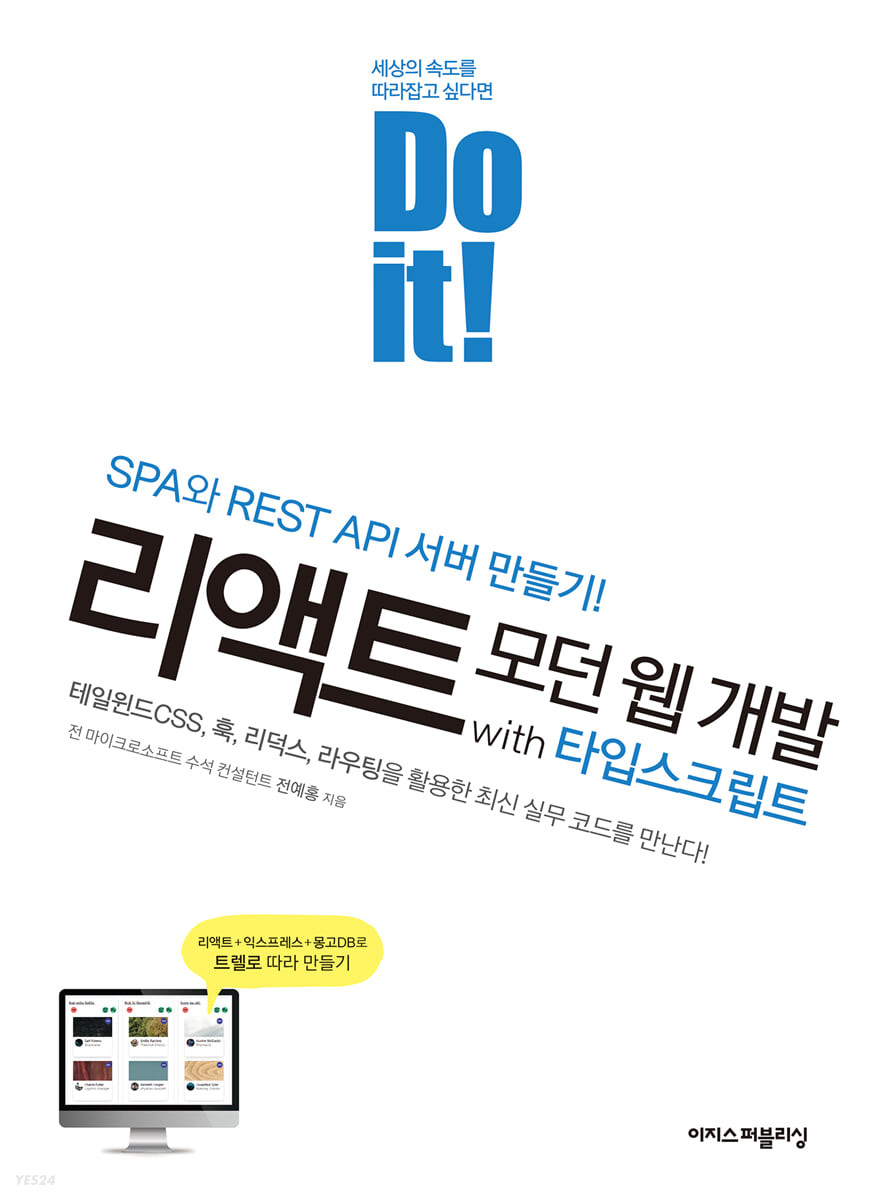 세상의 속도를
따라잡고 싶다면
Do
it!
SPA와 REST API 서버 만들기!
리액트 모던 웹 개발
with 타입스크립트
테일윈드CSS, 훅, 리덕스, 라우팅을 활용한 최신 실무 코드를 만난다!
전 마이크로소프트 수석 컨설턴트 전예홍 지음
리액트+익스프레스+몽고DB로
트렐로 따라 만들기
이지스퍼블리싱
YES24